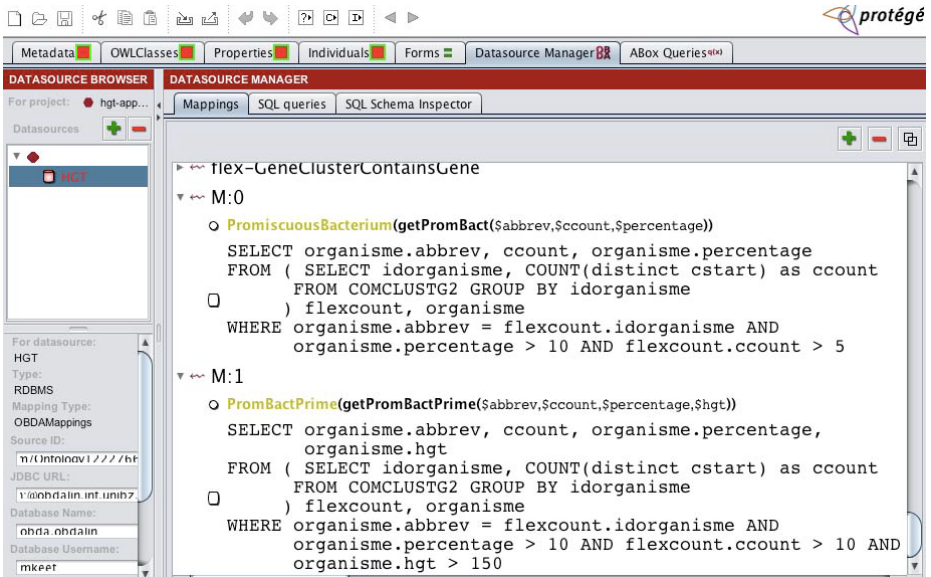 protégé
Metadata OWLClasses Properties Individuals Forms Datasource Manager ABox Queries q(x)
DATASOURCE BROWSER DATASOURCE MANAGER
For project: hgt-app...
Mappings SQL queries SQL Schema Inspector
Datasources
HGT
flex-GeneClusterContainsGene
M:0
PromiscuousBacterium(getPromBact($abbrev,$ccount,$percentage))
SELECT organisme.abbrev, ccount, organisme.percentage
FROM ( SELECT idorganisme, COUNT(distinct cstart) as ccount
FROM COMCLUSTG2 GROUP BY idorganisme
) flexcount, organisme
WHERE organisme.abbrev = flexcount.idorganisme AND
organisme.percentage > 10 AND flexcount.ccount > 5
M:1
PromBactPrime(getPromBactPrime($abbrev,$ccount,$percentage,$hgt))
SELECT organisme.abbrev, ccount, organisme.percentage,
organisme.hgt
FROM ( SELECT idorganisme, COUNT(distinct cstart) as ccount
FROM COMCLUSTG2 GROUP BY idorganisme
) flexcount, organisme
WHERE organisme.abbrev = flexcount.idorganisme AND
organisme.percentage > 10 AND flexcount.ccount > 10 AND
organisme.hgt > 150
For datasource:
HGT
Type:
RDBMS
Mapping Type:
OBDAMappings
Source ID:
JDBC URL:
@obdalin.inf.unibz.
Database Name:
obda.obdalin
Database Username:
mkeet